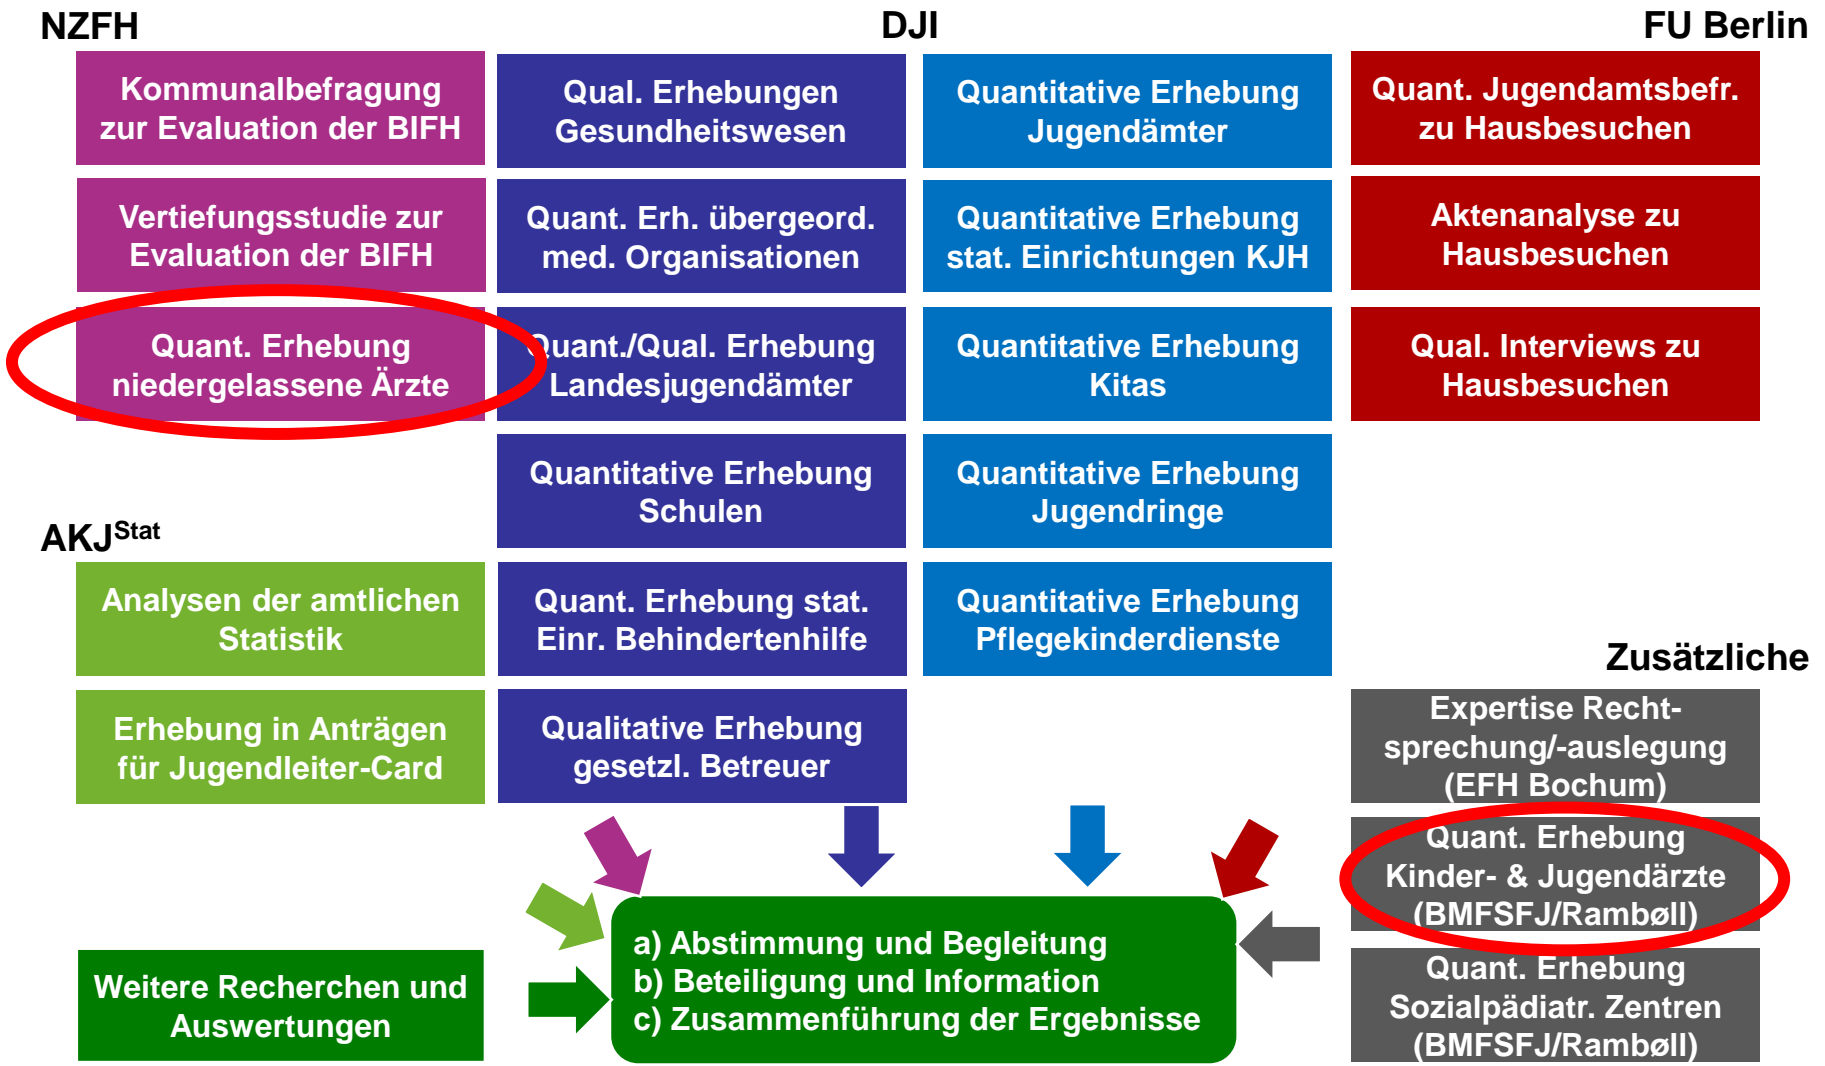 NZFH
Kommunalbefragung
zur Evaluation der BIFH
Vertiefungsstudie zur
Evaluation der BIFH
Quant. Erhebung
niedergelassene Ärzte
AKJStat
Analysen der amtlichen
Statistik
Erhebung in Anträgen
für Jugendleiter-Card
Weitere Recherchen und
Auswertungen
DJI
Qual. Erhebungen
Gesundheitswesen
Quant. Erh. übergeord.
med. Organisationen
Quant./Qual. Erhebung
Landesjugendämter
Quantitative Erhebung
Schulen
Quant. Erhebung stat.
Einr. Behindertenhilfe
Qualitative Erhebung
gesetzl. Betreuer
Quantitative Erhebung
Jugendämter
Quantitative Erhebung
stat. Einrichtungen KJH
Quantitative Erhebung
Kitas
Quantitative Erhebung
Jugendringe
Quantitative Erhebung
Pflegekinderdienste
FU Berlin
Quant. Jugendamtsbefr.
zu Hausbesuchen
Aktenanalyse zu
Hausbesuchen
Qual. Interviews zu
Hausbesuchen
Zusätzliche
Expertise Recht-
sprechung/-auslegung
(EFH Bochum)
Quant. Erhebung
Kinder- & Jugendärzte
(BMFSFJ/Rambøll)
Quant. Erhebung
Sozialpädiatr. Zentren
(BMFSFJ/Rambøll)
a) Abstimmung und Begleitung
b) Beteiligung und Information
c) Zusammenführung der Ergebnisse